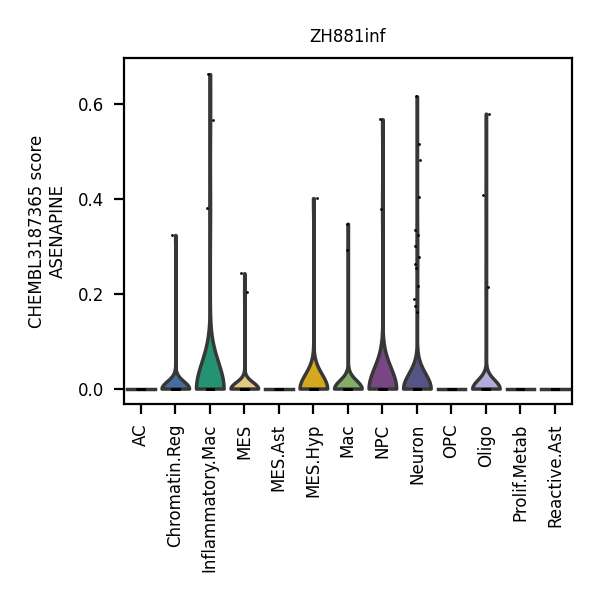 ZH881inf
CHEMBL3187365 score
ASENAPINE
0.6
0.4
0.2
0.0
AC
Chromatin.Reg
Inflammatory.Mac
MES
MES.Ast
MES.Hyp
Mac
NPC
Neuron
OPC
Oligo
Prolif.Metab
Reactive.Ast